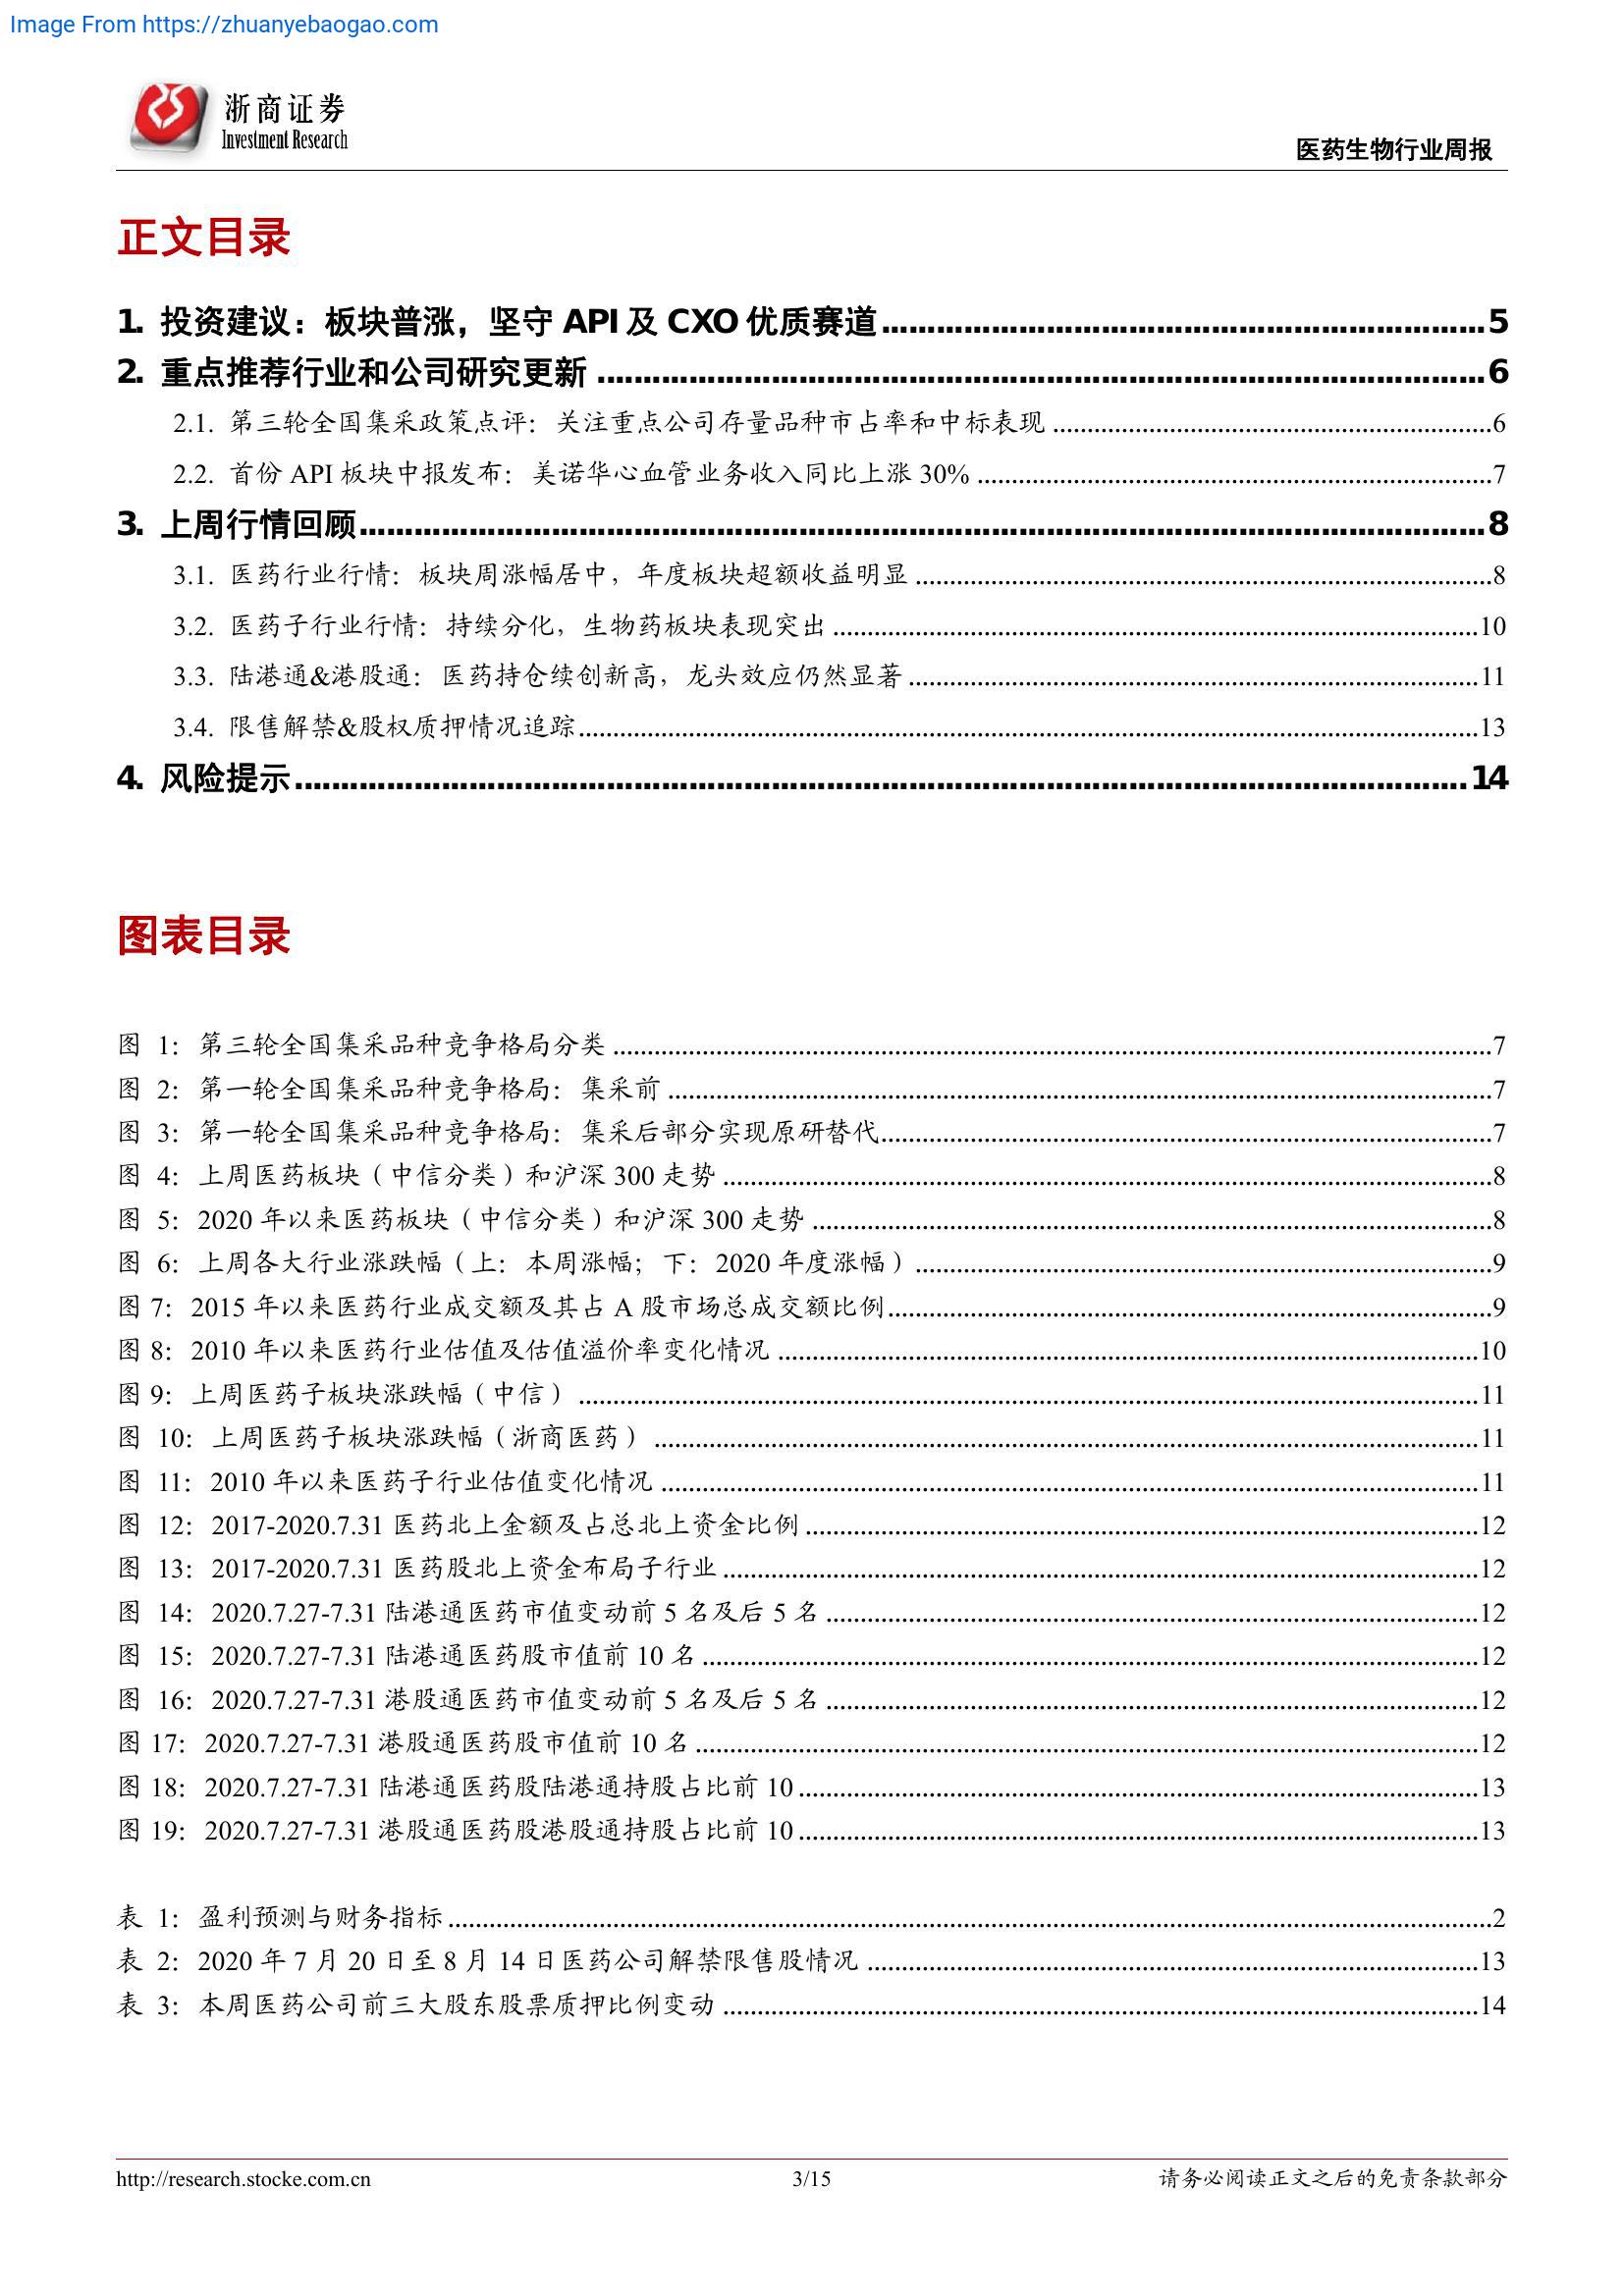 Image From https://zhuanyebaogao.com
浙商证券
Investment Research
医药生物行业周报
正文目录
1. 投资建议：板块普涨，坚守 API 及 CXO 优质赛道......5
2. 重点推荐行业和公司研究更新......6
2.1. 第三轮全国集采政策点评：关注重点公司存量品种市占率和中标表现......6
2.2. 首份 API 板块中报发布：美诺华心血管业务收入同比上涨 30%......7
3. 上周行情回顾......8
3.1. 医药行业行情：板块周涨幅居中，年度板块超额收益明显......8
3.2. 医药子行业行情：持续分化，生物药板块表现突出......10
3.3. 陆港通&港股通：医药持仓续创新高，龙头效应仍然显著......11
3.4. 限售解禁&股权质押情况追踪......13
4. 风险提示......14
图表目录
图 1：第三轮全国集采品种竞争格局分类......7
图 2：第一轮全国集采品种竞争格局：集采前......7
图 3：第一轮全国集采品种竞争格局：集采后部分实现原研替代......7
图 4：上周医药板块（中信分类）和沪深 300 走势......8
图 5：2020 年以来医药板块（中信分类）和沪深 300 走势......8
图 6：上周各大行业涨跌幅（上：本周涨幅；下：2020 年度涨幅）......9
图 7：2015 年以来医药行业成交额及其占 A 股市场总成交额比例......9
图 8：2010 年以来医药行业估值及估值溢价率变化情况......10
图 9：上周医药子板块涨跌幅（中信）......11
图 10：上周医药子板块涨跌幅（浙商医药）......11
图 11：2010 年以来医药子行业估值变化情况......11
图 12：2017-2020.7.31 医药北上金额及占总北上资金比例......12
图 13：2017-2020.7.31 医药股北上资金布局子行业......12
图 14：2020.7.27-7.31 陆港通医药市值变动前 5 名及后 5 名......12
图 15：2020.7.27-7.31 陆港通医药股市值前 10 名......12
图 16：2020.7.27-7.31 港股通医药市值变动前 5 名及后 5 名......12
图 17：2020.7.27-7.31 港股通医药股市值前 10 名......12
图 18：2020.7.27-7.31 陆港通医药股陆港通持股占比前 10......13
图 19：2020.7.27-7.31 港股通医药股港股通持股占比前 10......13
表 1：盈利预测与财务指标......2
表 2：2020 年 7 月 20 日至 8 月 14 日医药公司解禁限售股情况......13
表 3：本周医药公司前三大股东股票质押比例变动......14
http://research.stocke.com.cn
3/15
请务必阅读正文之后的免责条款部分